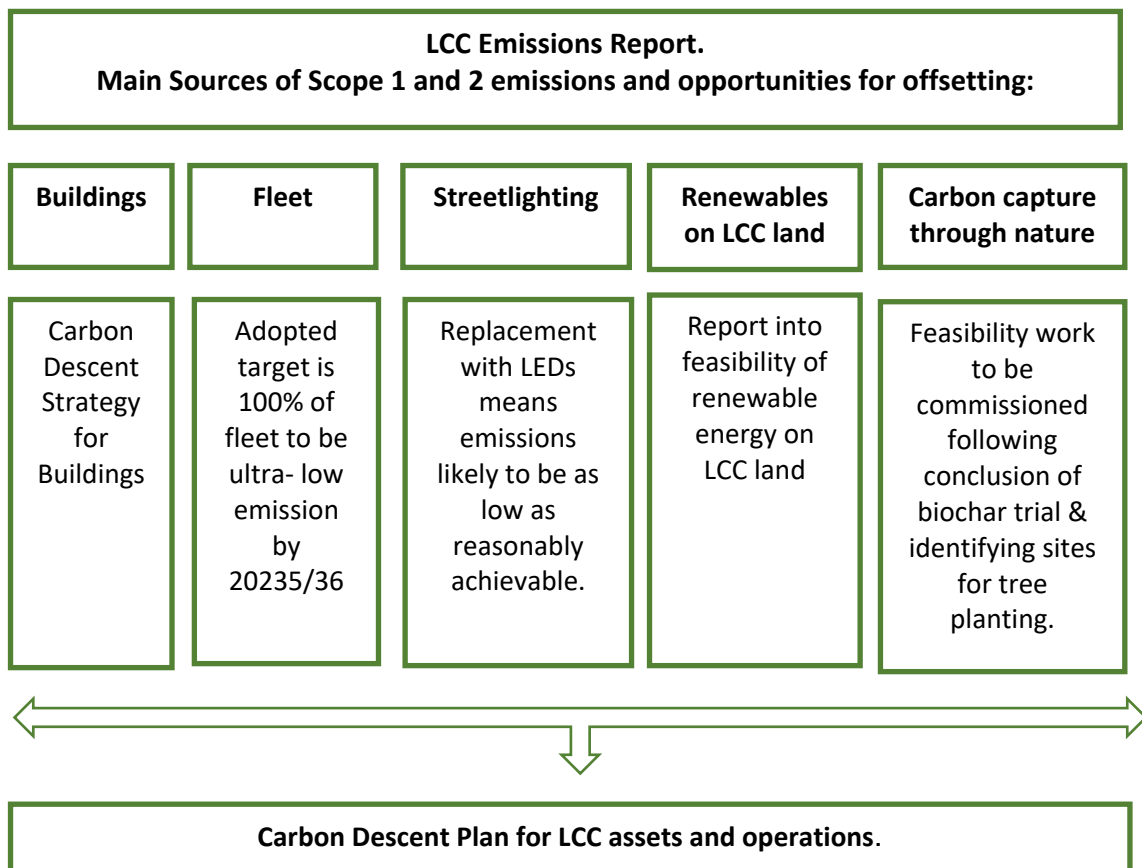 LCC Emissions Report.
Main Sources of Scope 1 and 2 emissions and opportunities for offsetting:
Buildings
Fleet
Streetlighting
Renewables
on LCC land
Carbon capture
through nature
Carbon
Descent
Strategy
for
Buildings
Adopted
target is
100% of
fleet to be
ultra- low
emission
by
20235/36
Replacement
with LEDs
means
emissions
likely to be as
low as
reasonably
achievable.
Report into
feasibility of
renewable
energy on
LCC land
Feasibility work
to be
commissioned
following
conclusion of
biochar trial &
identifying sites
for tree
planting.
Carbon Descent Plan for LCC assets and operations.